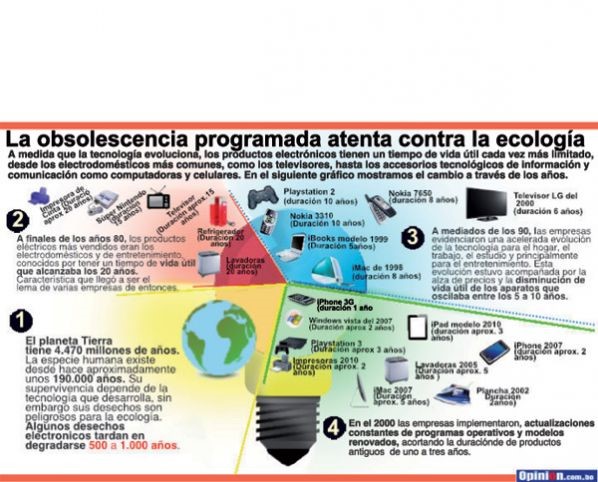 La obsolescencia programada atenta contra la ecología
A medida que la tecnología evoluciona, los productos electrónicos tienen un tiempo de vida útil cada vez más limitado,
desde los electrodomésticos más comunes, como los televisores, hasta los accesorios tecnológicos de información y
comunicación como computadoras y celulares. En el siguiente gráfico mostramos el cambio a través de los años.
2
Impresora de
Cinta (Duració
aprox 20 años)
Súper Nintendo
(Duración
15 años)
Televisor
(Duración aprox.15
años)
Refrigerador
(Duración 20
años)
Lavadoras
(duración
20 años)
A finales de los años 80, los productos
eléctricos más vendidos eran los
electrodomésticos y de entretenimiento,
conocidos por tener un tiempo de vida útil
que alcanzaba los 20 años.
Característica que llegó a ser el
lema de varias empresas de entonces.
Playstation 2
(duración 10 años)
Nokia 3310
(duración 10 años)
iBooks modelo 1999
(Duración 5años)
iMac de 1998
(duración 8 años)
Nokia 7650
(duración 8 años)
Televisor LG del
2000
(duración 6 años)
3
A mediados de los 90, las empresas
evidenciaron una acelerada evolución
de la tecnología para el hogar, el
trabajo, el estudio y principalmente
para el entretenimiento. Esta
evolución estuvo acompañada por la
alza de precios y la disminución de
vida útil de los aparatos que
oscilaba entre los 5 a 10 años.
1
El planeta Tierra
tiene 4.470 millones de años.
La especie humana existe
desde hace aproximadamente
unos 190.000 años. Su
supervivencia depende de la
tecnología que desarrolla, sin
embargo sus desechos son
peligrosos para la ecología.
Algunos desechos
electronicos tardan en
degradarse 500 a 1.000 años.
iPhone 3G
(duración 1 año
Windows vista del 2007
(Duración aprox. 2 años)
Playstation 3
(Duración aprox 3 años)
Impresoras 2010
(Duración aprox. 2
años)
iPad modelo 2010
(duración aprox. 3
años)
iPhone 2007
(duración aprox. 2
años)
Lavadoras 2005
(Duración aprox. 5
años)
iMac 2007
(Duración
aprox. 5 años)
Plancha 2002
Duración
2años)
4
En el 2000 las empresas implementaron, actualizaciones
constantes de programas operativos y modelos
renovados, acortando la duraciónde de productos
antiguos de uno a tres años.
Opinión.com.bo